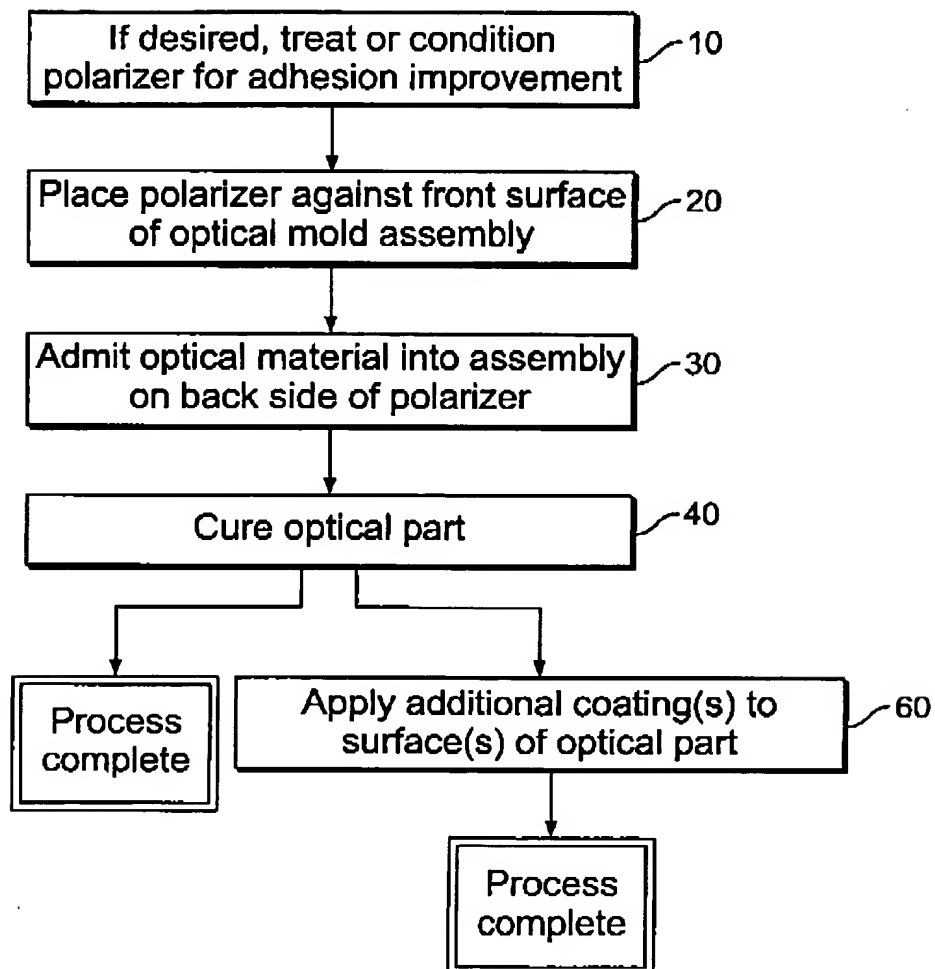 If desired, treat or condition
polarizer for adhesion improvement
10
Place polarizer against front surface
of optical mold assembly
20
Admit optical material into assembly
on back side of polarizer
30
Cure optical part
40
Process
complete
Apply additional coating(s) to
surface(s) of optical part
60
Process
complete